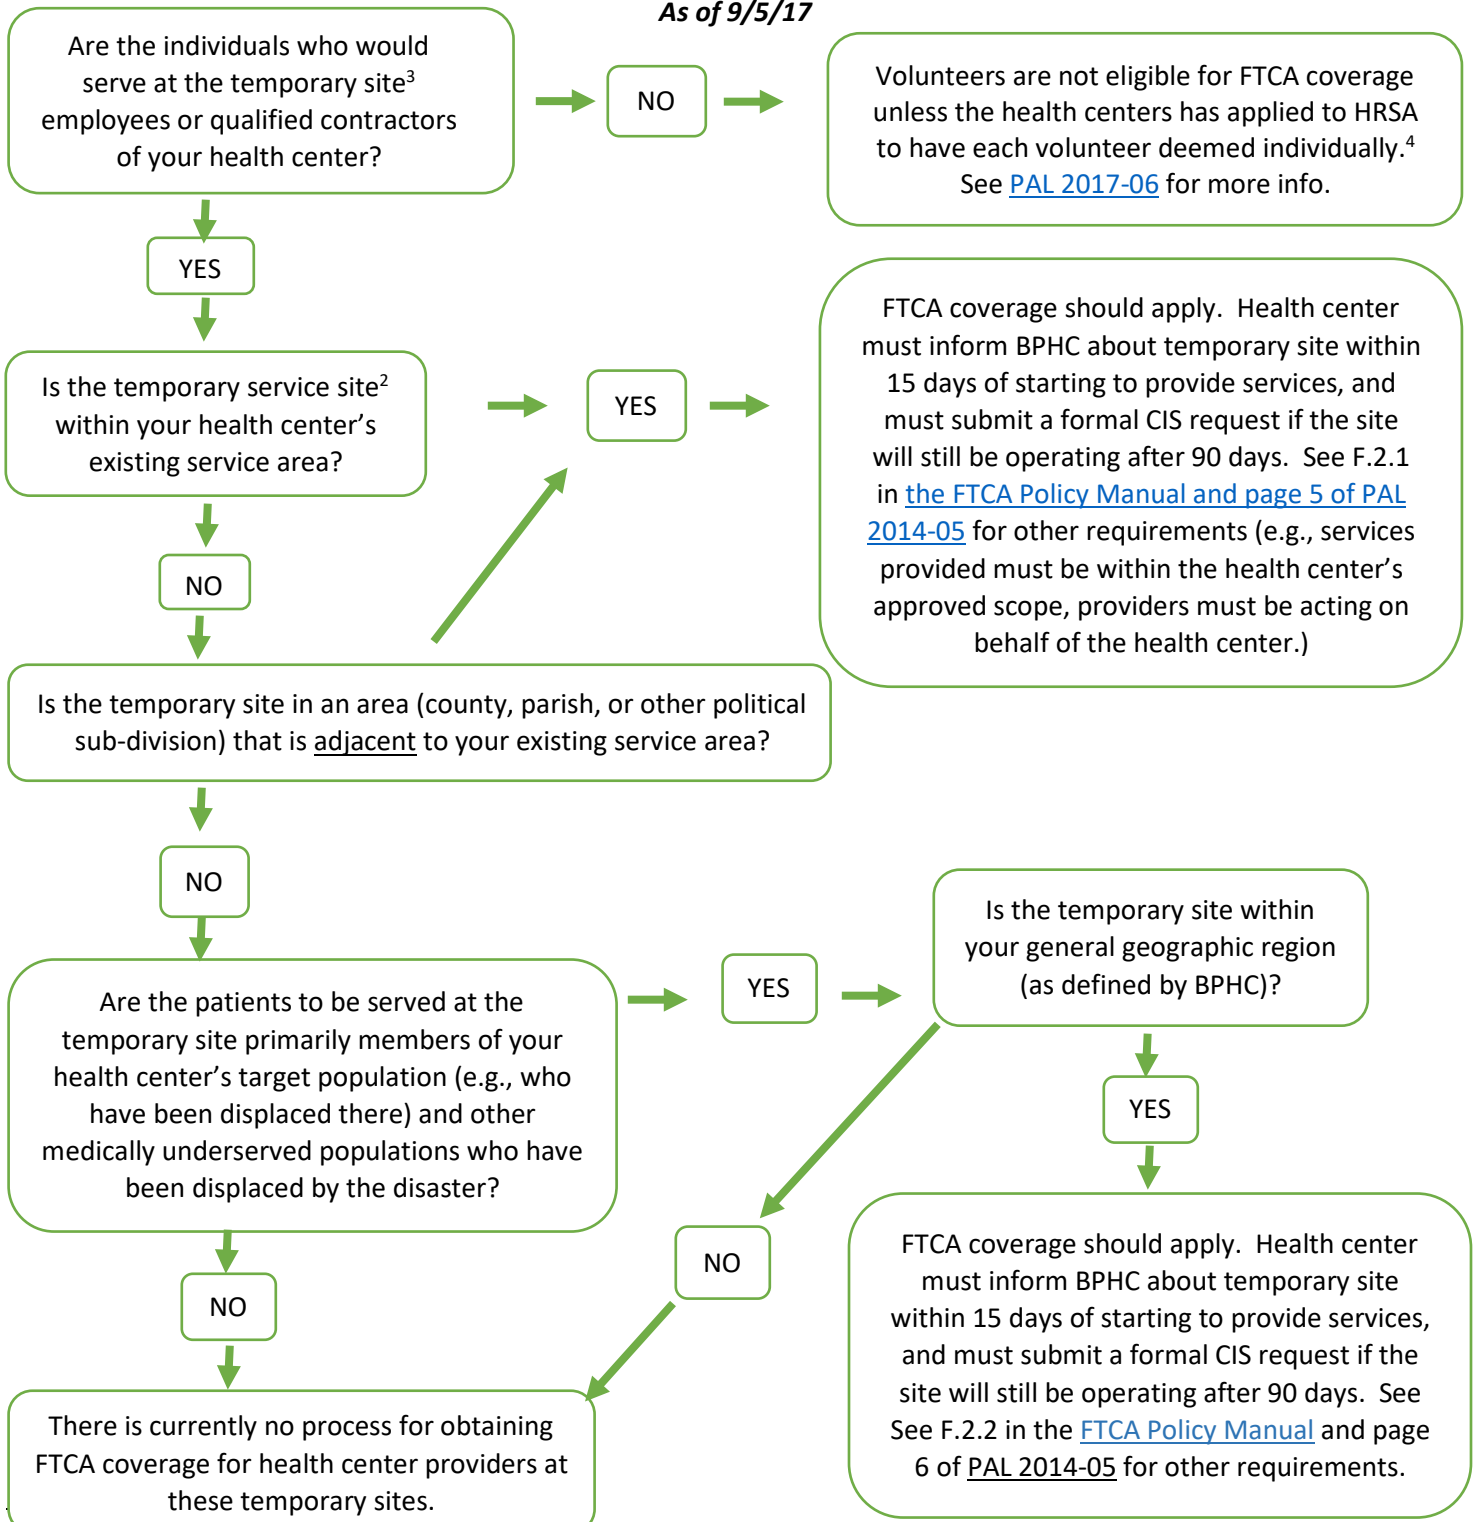 As of 9/5/17
Are the individuals who would
serve at the temporary site3
employees or qualified contractors
of your health center?
NO
Volunteers are not eligible for FTCA coverage
unless the health centers has applied to HRSA
to have each volunteer deemed individually.4
See PAL 2017-06 for more info.
YES
Is the temporary service site2
within your health center’s
existing service area?
YES
FTCA coverage should apply. Health center
must inform BPHC about temporary site within
15 days of starting to provide services, and
must submit a formal CIS request if the site
will still be operating after 90 days. See F.2.1
in the FTCA Policy Manual and page 5 of PAL
2014-05 for other requirements (e.g., services
provided must be within the health center’s
approved scope, providers must be acting on
behalf of the health center.)
NO
Is the temporary site in an area (county, parish, or other political
sub-division) that is adjacent to your existing service area?
NO
Are the patients to be served at the
temporary site primarily members of your
health center’s target population (e.g., who
have been displaced there) and other
medically underserved populations who have
been displaced by the disaster?
YES
Is the temporary site within
your general geographic region
(as defined by BPHC)?
YES
NO
NO
FTCA coverage should apply. Health center
must inform BPHC about temporary site
within 15 days of starting to provide services,
and must submit a formal CIS request if the
site will still be operating after 90 days. See
See F.2.2 in the FTCA Policy Manual and page
6 of PAL 2014-05 for other requirements.
There is currently no process for obtaining
FTCA coverage for health center providers at
these temporary sites.